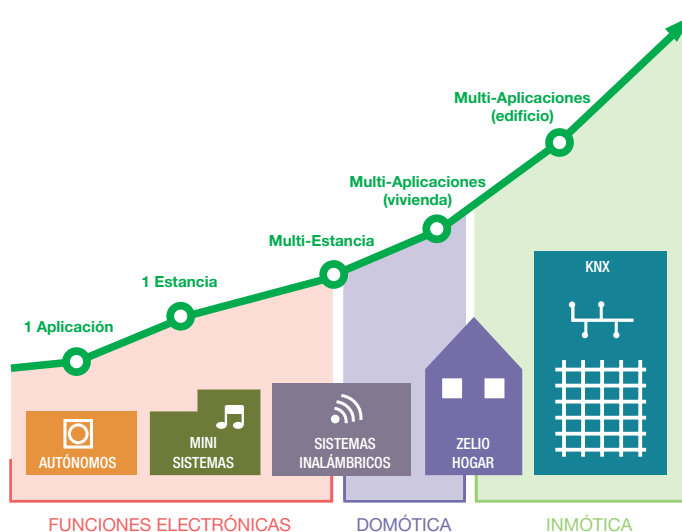 Multi-Aplicaciones
(edificio)
Multi-Aplicaciones
(vivienda)
Multi-Estancia
1 Estancia
1 Aplicación
KNX
AUTÓNOMOS
MINI
SISTEMAS
SISTEMAS
INALÁMBRICOS
ZELIO
HOGAR
FUNCIONES ELECTRÓNICAS
DOMÓTICA
INMÓTICA